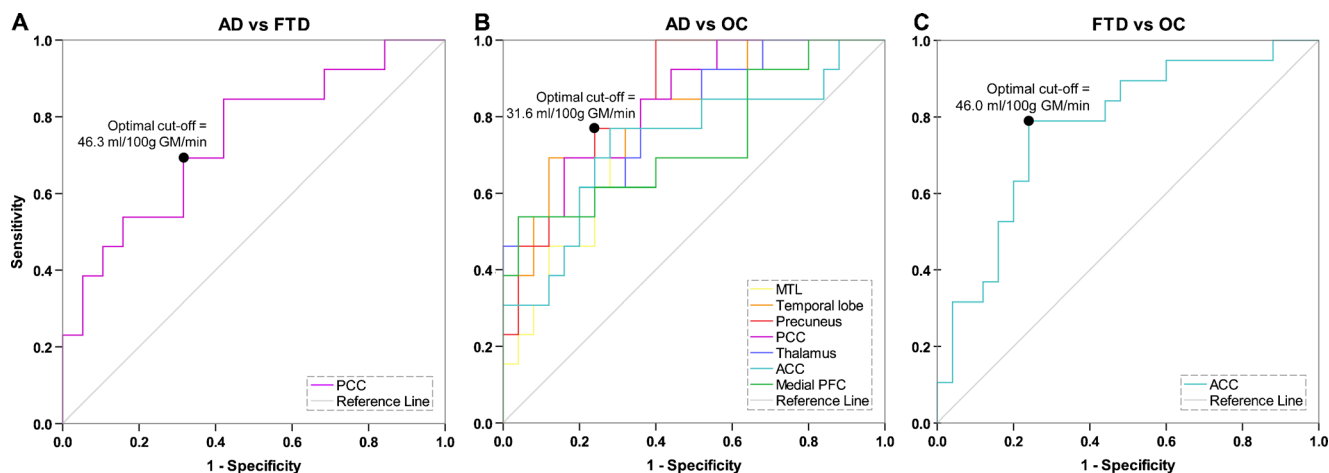 A
AD vs FTD
1.0
0.8
0.6
0.4
0.2
0.0
Sensitivity
Optimal cut-off =
46.3 ml/100g GM/min
PCC
Reference Line
0.0 0.2 0.4 0.6 0.8 1.0
1 - Specificity
B
AD vs OC
1.0
0.8
0.6
0.4
0.2
0.0
Optimal cut-off =
31.6 ml/100g GM/min
MTL
Temporal lobe
Precuneus
PCC
Thalamus
ACC
Medial PFC
Reference Line
0.0 0.2 0.4 0.6 0.8 1.0
1 - Specificity
C
FTD vs OC
1.0
0.8
0.6
0.4
0.2
0.0
Optimal cut-off =
46.0 ml/100g GM/min
ACC
Reference Line
0.0 0.2 0.4 0.6 0.8 1.0
1 - Specificity